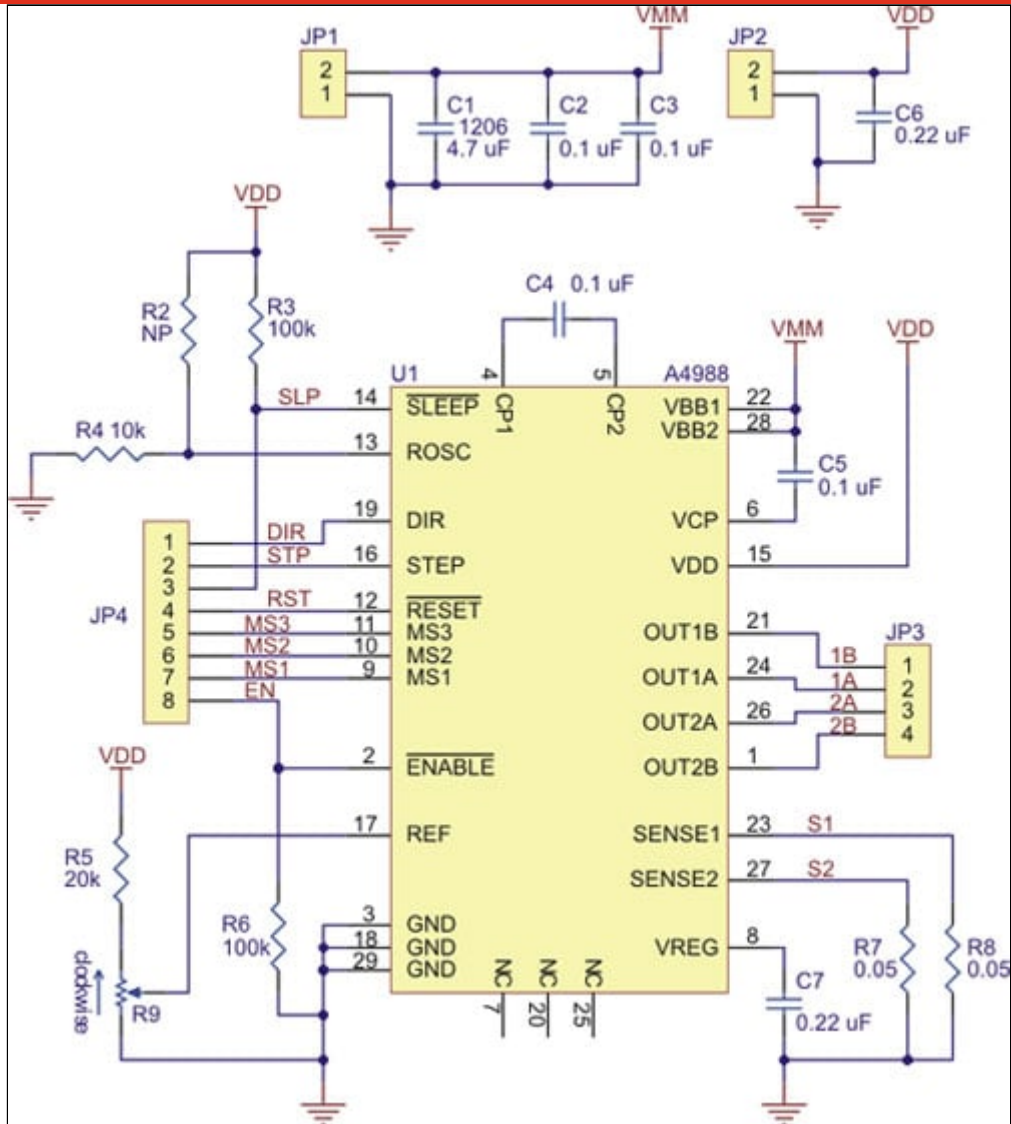 VMM
VDD
JP1
JP2
2
1
2
1
C1
1206
4.7 uF
C2
0.1 uF
C3
0.1 uF
C6
0.22 uF
VDD
R2
NP
R3
100k
C4 0.1 uF
VMM
VDD
U1
A4988
4
5
CP1
CP2
SLP 14 SLEEP
R4 10k
13 ROSC
VBB1 22
VBB2 28
C5
0.1 uF
VCP 6
VDD 15
JP4
1 DIR 19 DIR
2 STP 16 STEP
3
4 RST 12 RESET
5 MS3 11 MS3
6 MS2 10 MS2
7 MS1 9 MS1
8 EN
2 ENABLE
JP3
OUT1B 21 1B 1
OUT1A 24 1A 2
OUT2A 26 2A 3
OUT2B 1 2B 4
VDD
R5
20k
17 REF
SENSE1 23 S1
SENSE2 27 S2
R6
100k
3 GND
18 GND
29 GND
VREG 8
R7
0.05
R8
0.05
C7
0.22 uF
clockwise
R9
NC
NC
NC
7
20
25